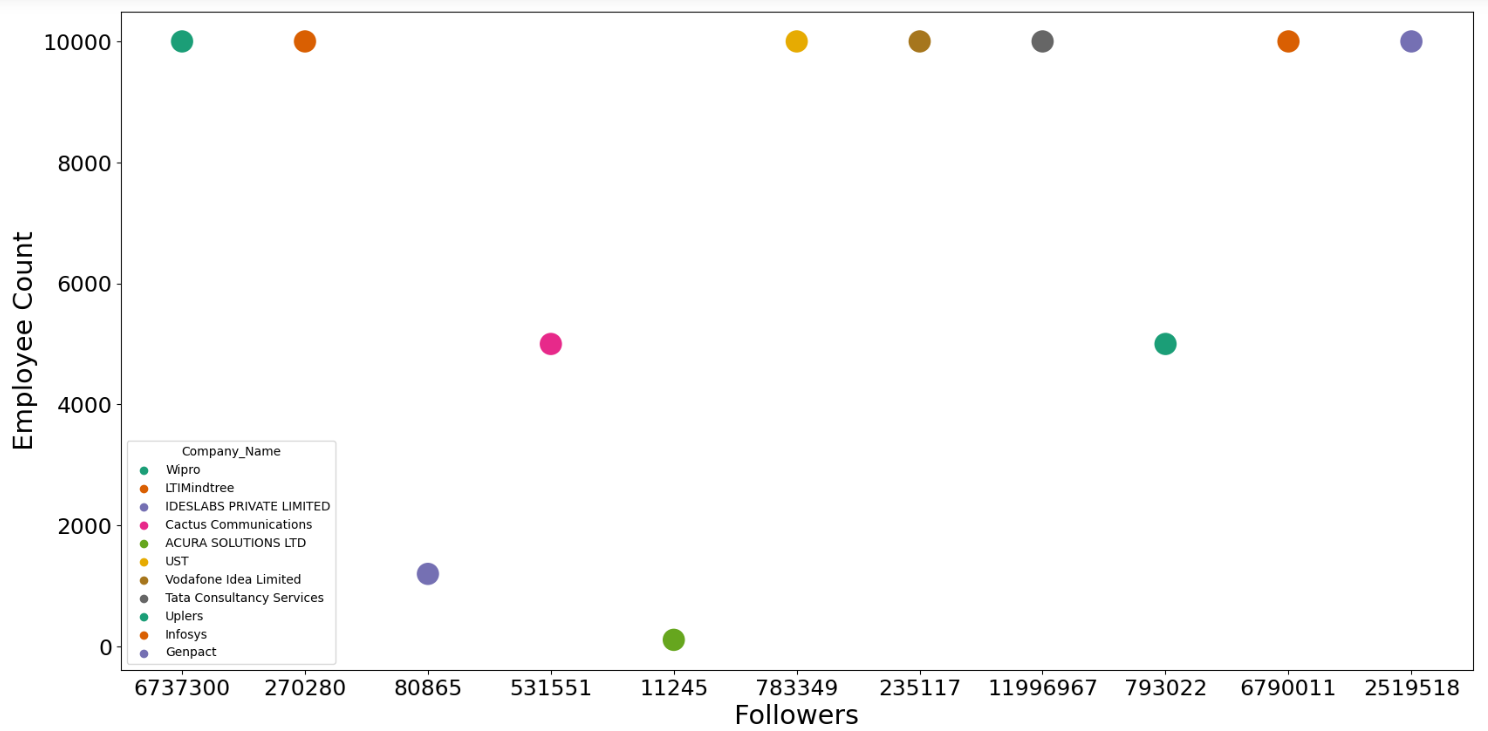 10000
8000
6000
4000
2000
0
Employee Count
Company_Name
Wipro
LTIMindtree
IDESLABS PRIVATE LIMITED
Cactus Communications
ACURA SOLUTIONS LTD
UST
Vodafone Idea Limited
Tata Consultancy Services
Uplers
Infosys
Genpact
6737300 270280 80865 531551 11245 783349 235117 11996967 793022 6790011 2519518
Followers